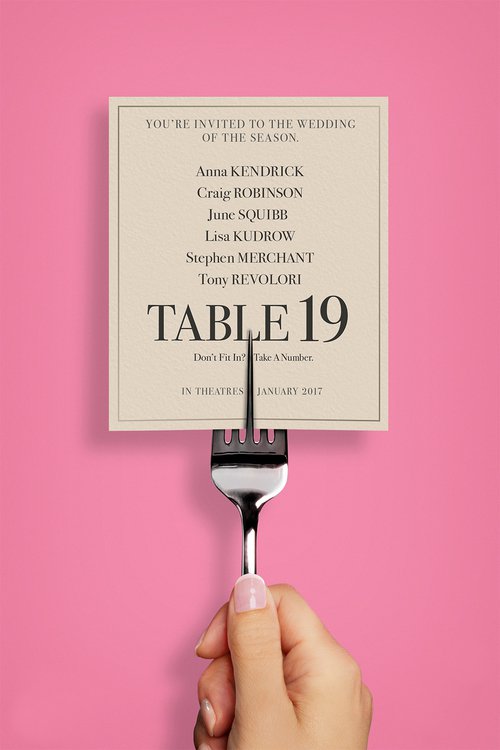 YOU'RE INVITED TO THE WEDDING
OF THE SEASON.
Anna KENDRICK
Craig ROBINSON
June SQUIBB
Lisa KUDROW
Stephen MERCHANT
Tony REVOLORI
TABLE 19
Don't Fit In? Take A Number.
IN THEATRES JANUARY 2017